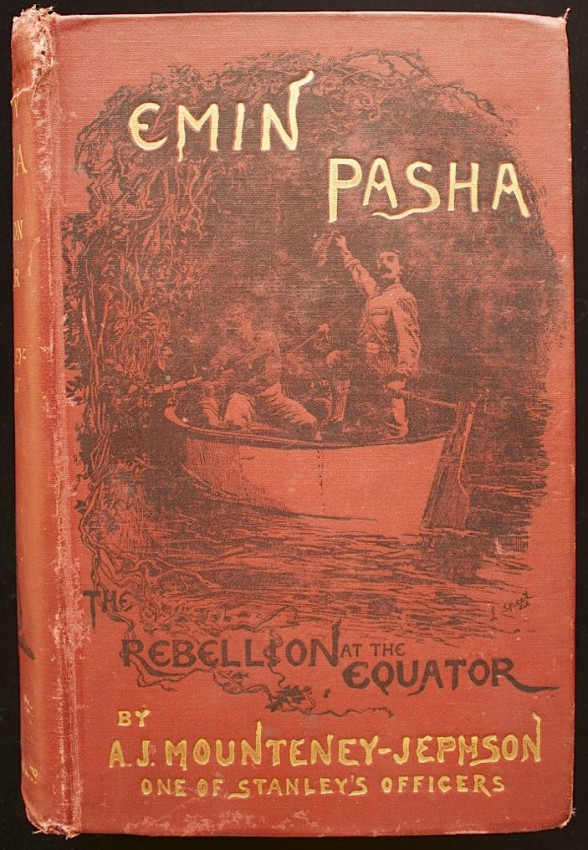 EMIN
PASHA
THE
REBELLION AT THE
EQUATOR
BY
A.J. MOUNTENEY-JEPHSON
ONE OF STANLEY'S OFFICERS